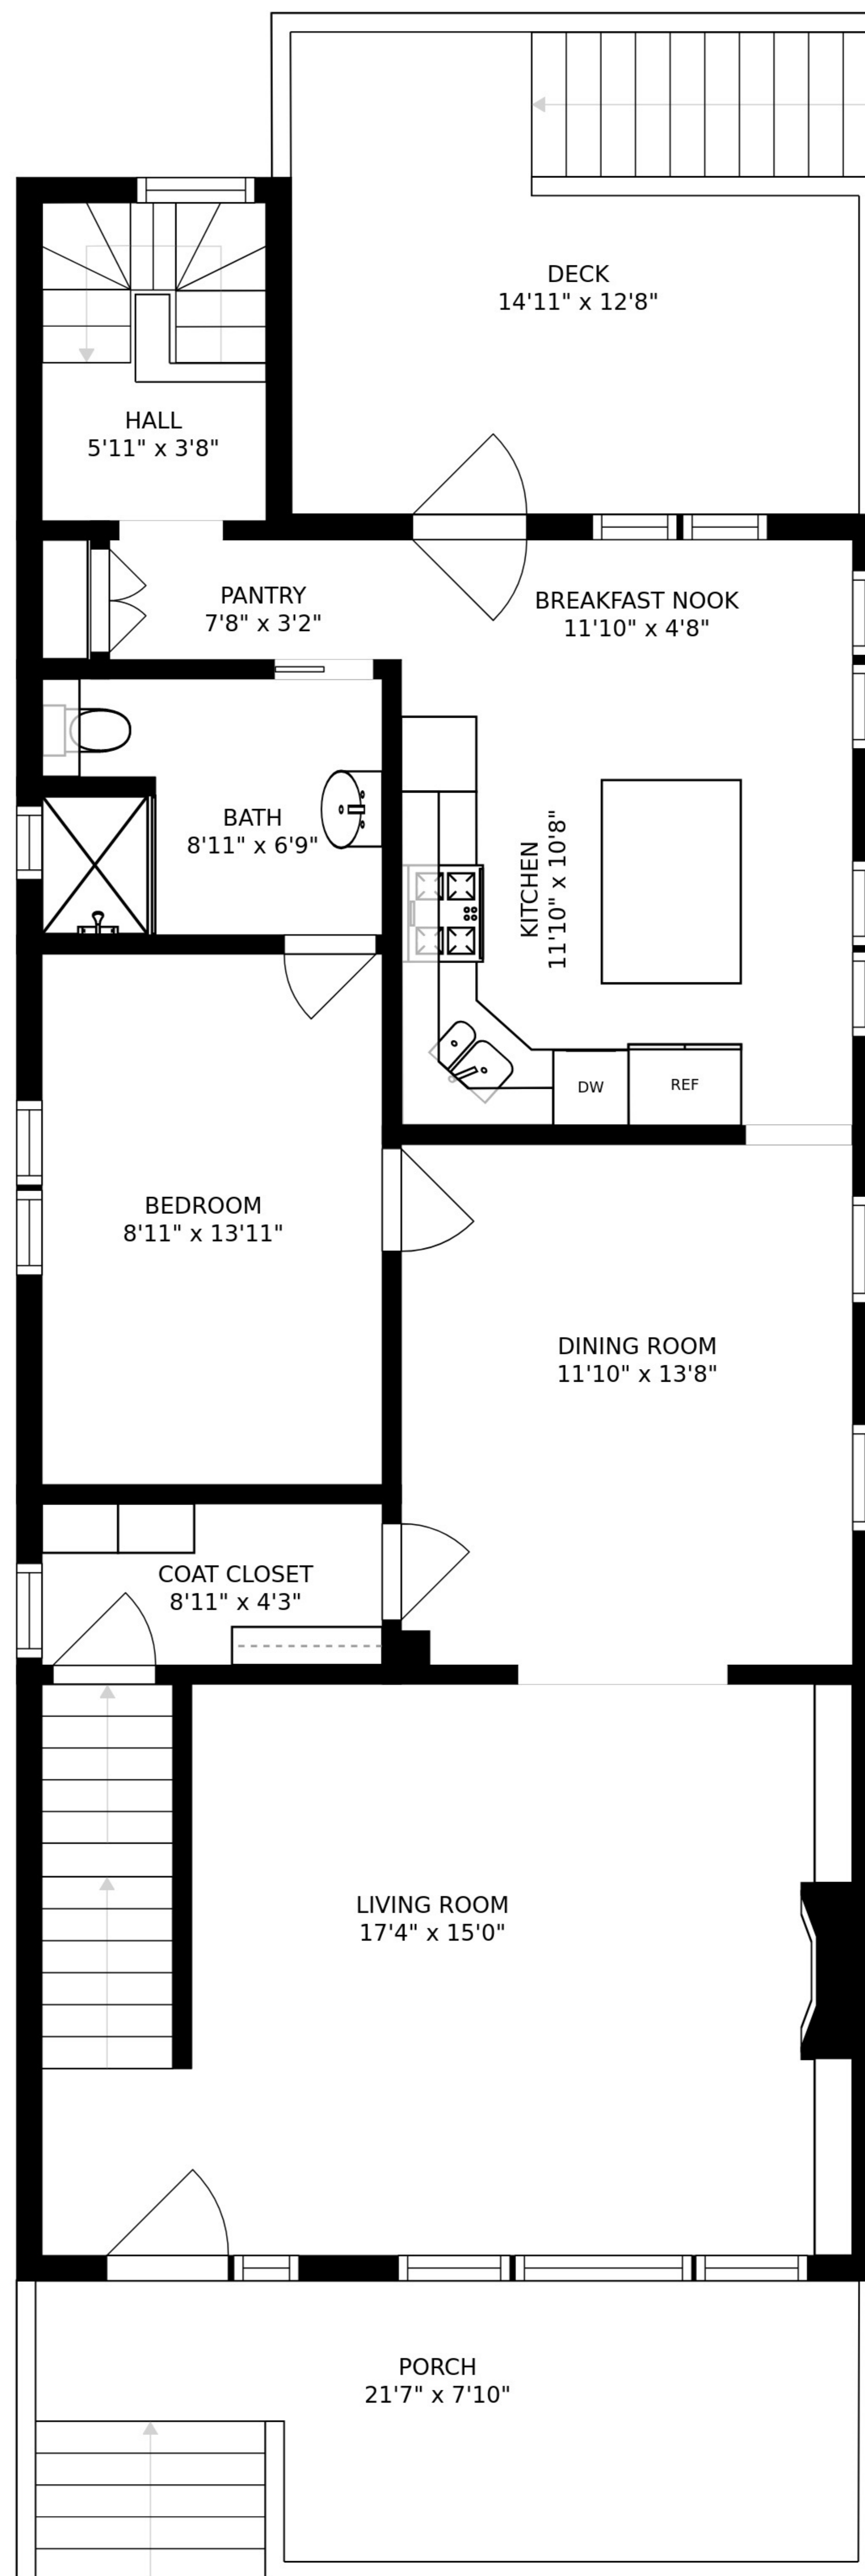 DECK
14'11" x 12'8"
HALL
5'11" x 3'8"
PANTRY
7'8" x 3'2"
BREAKFAST NOOK
11'10" x 4'8"
BATH
8'11" x 6'9"
KITCHEN
11'10" x 10'8"
DW
REF
BEDROOM
8'11" x 13'11"
DINING ROOM
11'10" x 13'8"
COAT CLOSET
8'11" x 4'3"
LIVING ROOM
17'4" x 15'0"
PORCH
21'7" x 7'10"